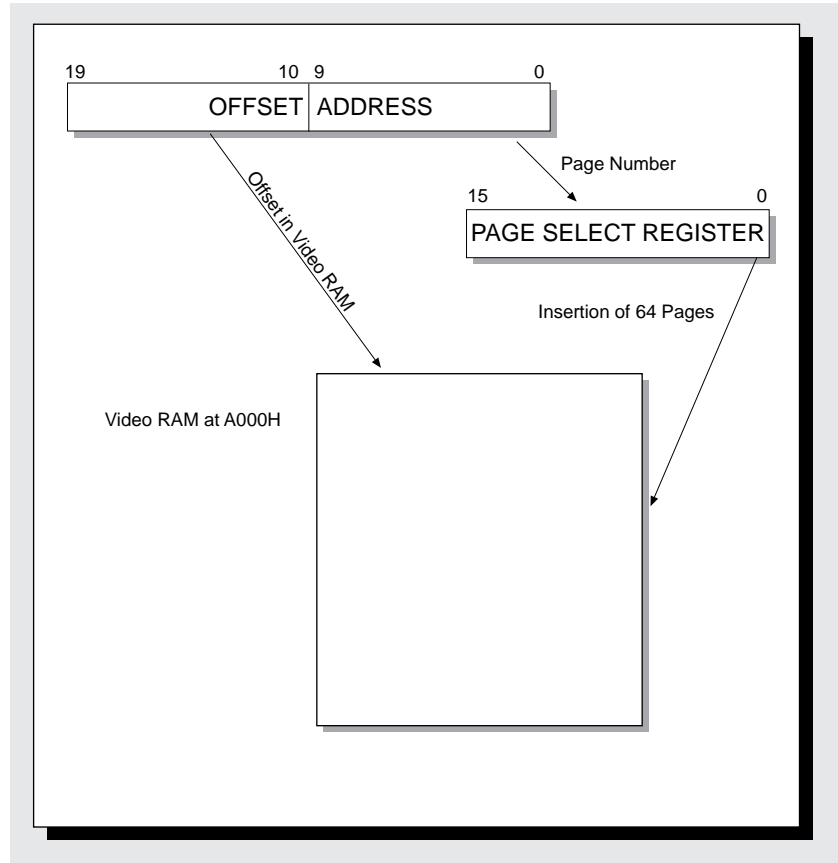 19 10 9 0
OFFSET ADDRESS
Page Number
15 0
PAGE SELECT REGISTER
Offset in Video RAM
Insertion of 64 Pages
Video RAM at A000H